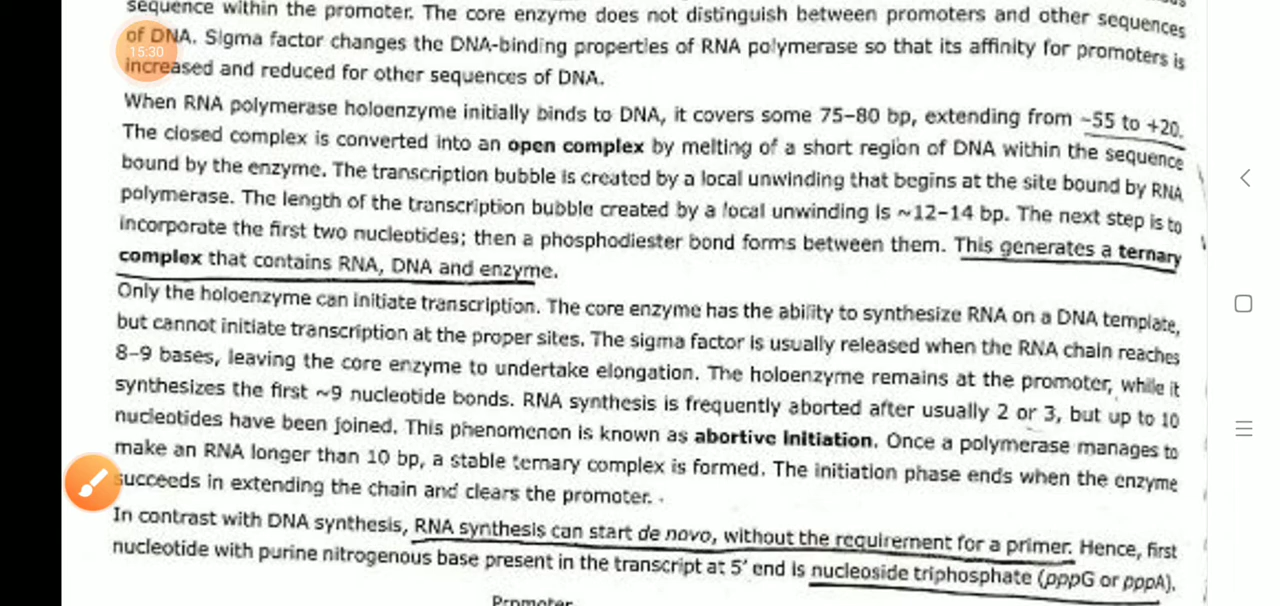 sequence within the promoter. The core enzyme does not distinguish between promoters and other sequences
of DNA. Sigma factor changes the DNA-binding properties of RNA polymerase so that its affinity for promoters is
15:30
increased and reduced for other sequences of DNA.
When RNA polymerase holoenzyme initially binds to DNA, it covers some 75–80 bp, extending from –55 to +20.
The closed complex is converted into an open complex by melting of a short region of DNA within the sequence
bound by the enzyme. The transcription bubble is created by a local unwinding that begins at the site bound by RNA
polymerase. The length of the transcription bubble created by a local unwinding is ~12–14 bp. The next step is to
incorporate the first two nucleotides; then a phosphodiester bond forms between them. This generates a ternary
complex that contains RNA, DNA and enzyme.
Only the holoenzyme can initiate transcription. The core enzyme has the ability to synthesize RNA on a DNA template,
but cannot initiate transcription at the proper sites. The sigma factor is usually released when the RNA chain reaches
8–9 bases, leaving the core enzyme to undertake elongation. The holoenzyme remains at the promoter, while it
synthesizes the first ~9 nucleotide bonds. RNA synthesis is frequently aborted after usually 2 or 3, but up to 10
nucleotides have been joined. This phenomenon is known as abortive initiation. Once a polymerase manages to
make an RNA longer than 10 bp, a stable ternary complex is formed. The initiation phase ends when the enzyme
succeeds in extending the chain and clears the promoter.
In contrast with DNA synthesis, RNA synthesis can start de novo, without the requirement for a primer. Hence, first
nucleotide with purine nitrogenous base present in the transcript at 5' end is nucleoside triphosphate (pppG or pppA).
Promoter